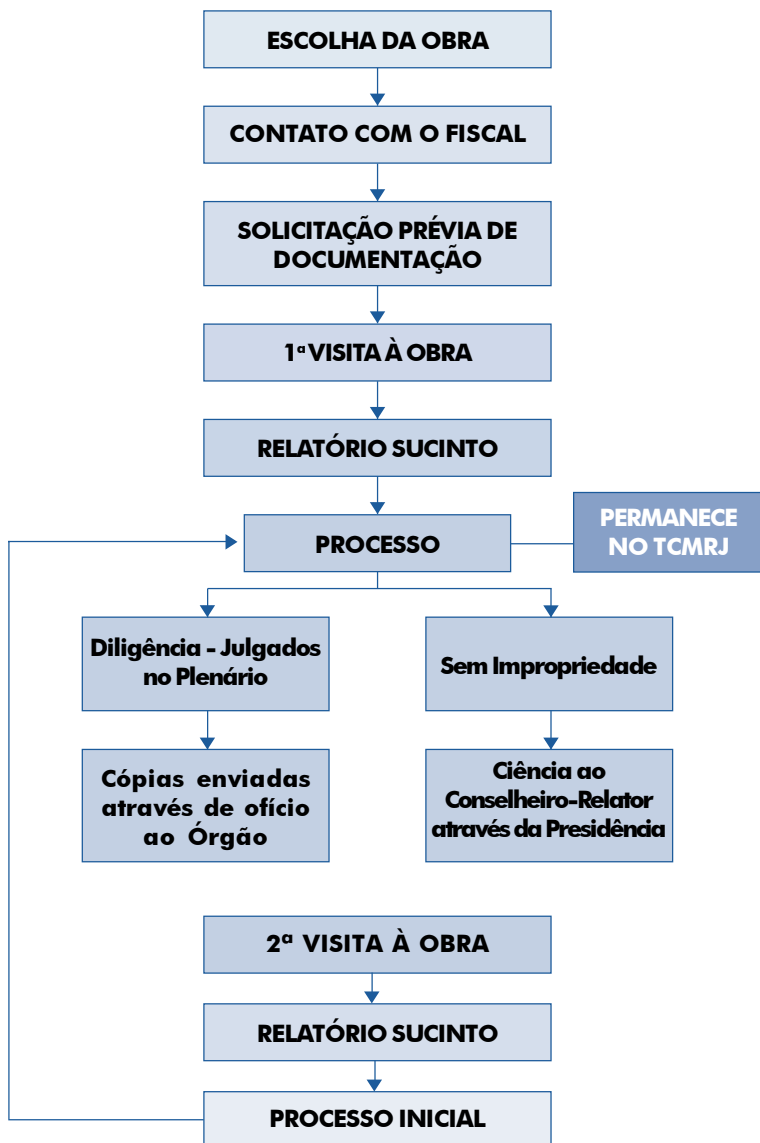 ESCOLHA DA OBRA
CONTATO COM O FISCAL
SOLICITAÇÃO PRÉVIA DE
DOCUMENTAÇÃO
1ª VISITA À OBRA
RELATÓRIO SUCINTO
PROCESSO
PERMANECE
NO TCMRJ
Diligência - Julgados
no Plenário
Sem Impropriedade
Cópias enviadas
através de ofício
ao Órgão
Ciência ao
Conselheiro-Relator
através da Presidência
2ª VISITA À OBRA
RELATÓRIO SUCINTO
PROCESSO INICIAL